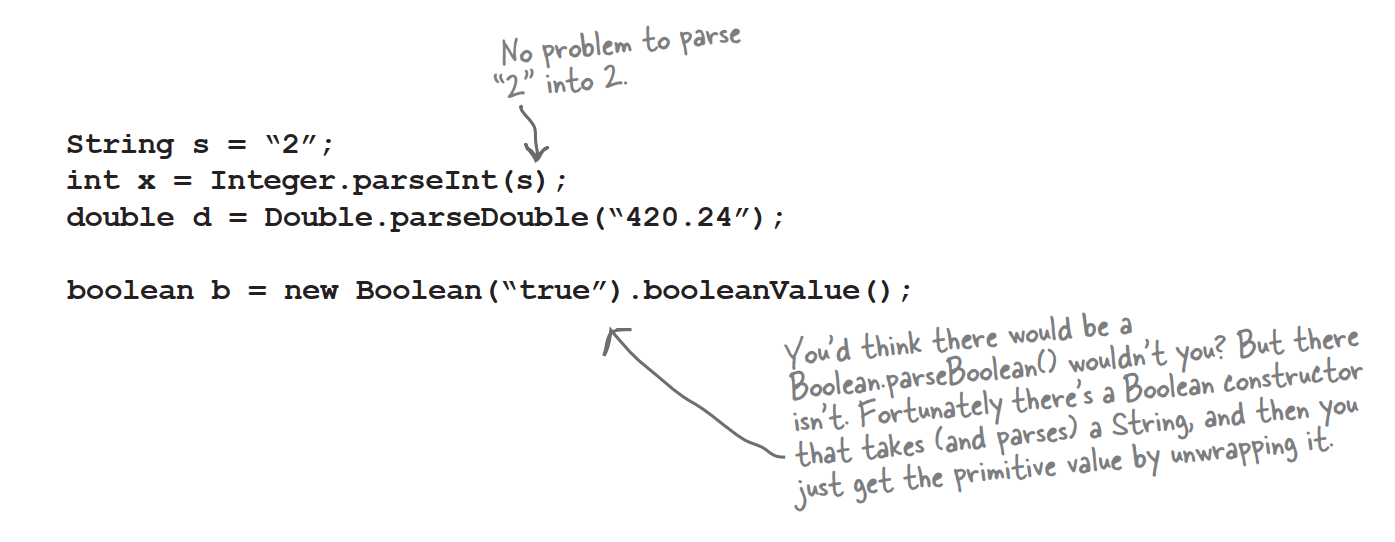 No problem to parse
“2” into 2.
String s = “2”;
int x = Integer.parseInt(s);
double d = Double.parseDouble(“420.24”);
boolean b = new Boolean(“true”).booleanValue();
You’d think there would be a
Boolean.parseBoolean() wouldn’t you? But there
isn’t. Fortunately there’s a Boolean constructor
that takes (and parses) a String, and then you
just get the primitive value by unwrapping it.